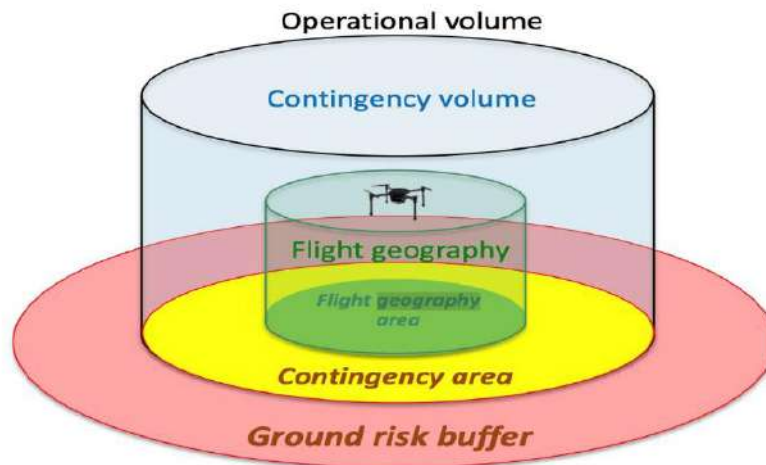 Operational volume
Contingency volume
Flight geography
Flight geography
area
Contingency area
Ground risk buffer